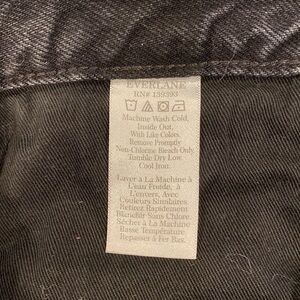 EVERLANE
RN# 139393
Machine Wash Cold,
Inside Out,
With Like Colors.
Remove Promptly
Non-Chlorine Bleach Only.
Tumble Dry Low.
Cool Iron.
Laver à La Machine à
L'eau Froide, à
L'envers, Avec
Couleurs Similaires.
Retirez Rapidement
Blanchir Sans Chlore.
Sécher à La Machine
Basse Température
Repasser à Fer Bas.